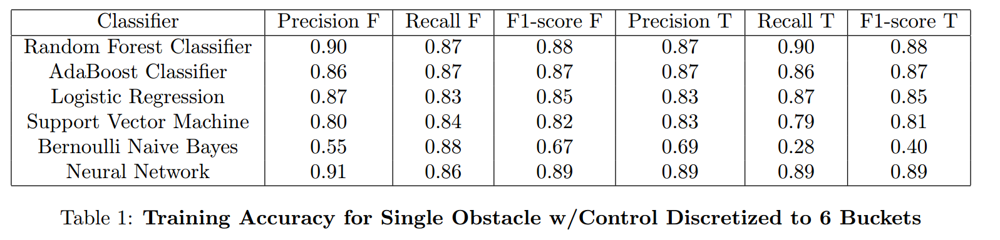 Classifier Precision F Recall F F1-score F Precision T Recall T F1-score T
Random Forest Classifier 0.90 0.87 0.88 0.87 0.90 0.88
AdaBoost Classifier 0.86 0.87 0.87 0.87 0.86 0.87
Logistic Regression 0.87 0.83 0.85 0.83 0.87 0.85
Support Vector Machine 0.80 0.84 0.82 0.83 0.79 0.81
Bernoulli Naive Bayes 0.55 0.88 0.67 0.69 0.28 0.40
Neural Network 0.91 0.86 0.89 0.89 0.89 0.89
Table 1: Training Accuracy for Single Obstacle w/Control Discretized to 6 Buckets